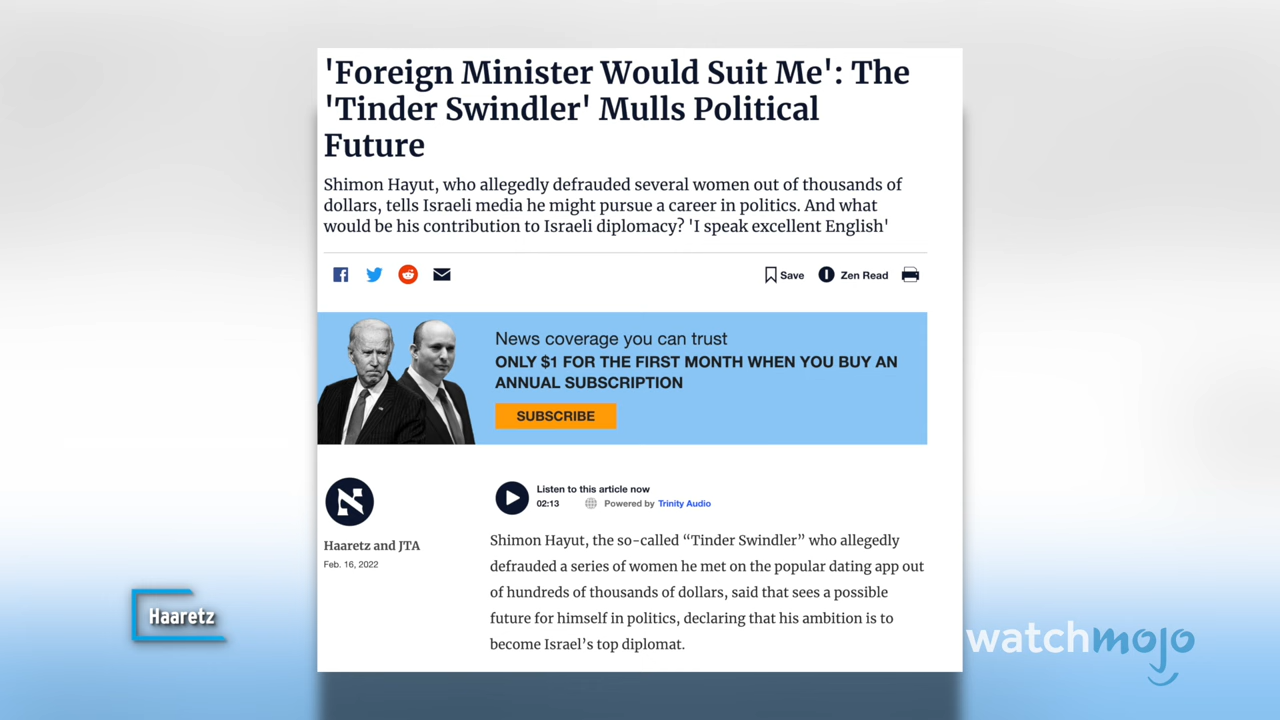 'Foreign Minister Would Suit Me': The
'Tinder Swindler' Mulls Political
Future
Shimon Hayut, who allegedly defrauded several women out of thousands of
dollars, tells Israeli media he might pursue a career in politics. And what
would be his contribution to Israeli diplomacy? 'I speak excellent English'
Save
Zen Read
News coverage you can trust
ONLY $1 FOR THE FIRST MONTH WHEN YOU BUY AN
ANNUAL SUBSCRIPTION
SUBSCRIBE
Listen to this article now
02:13 Powered by Trinity Audio
Haaretz and JTA
Feb. 16, 2022
Shimon Hayut, the so-called “Tinder Swindler” who allegedly
defrauded a series of women he met on the popular dating app out
of hundreds of thousands of dollars, said that sees a possible
future for himself in politics, declaring that his ambition is to
become Israel’s top diplomat.
Haaretz
watchmojo